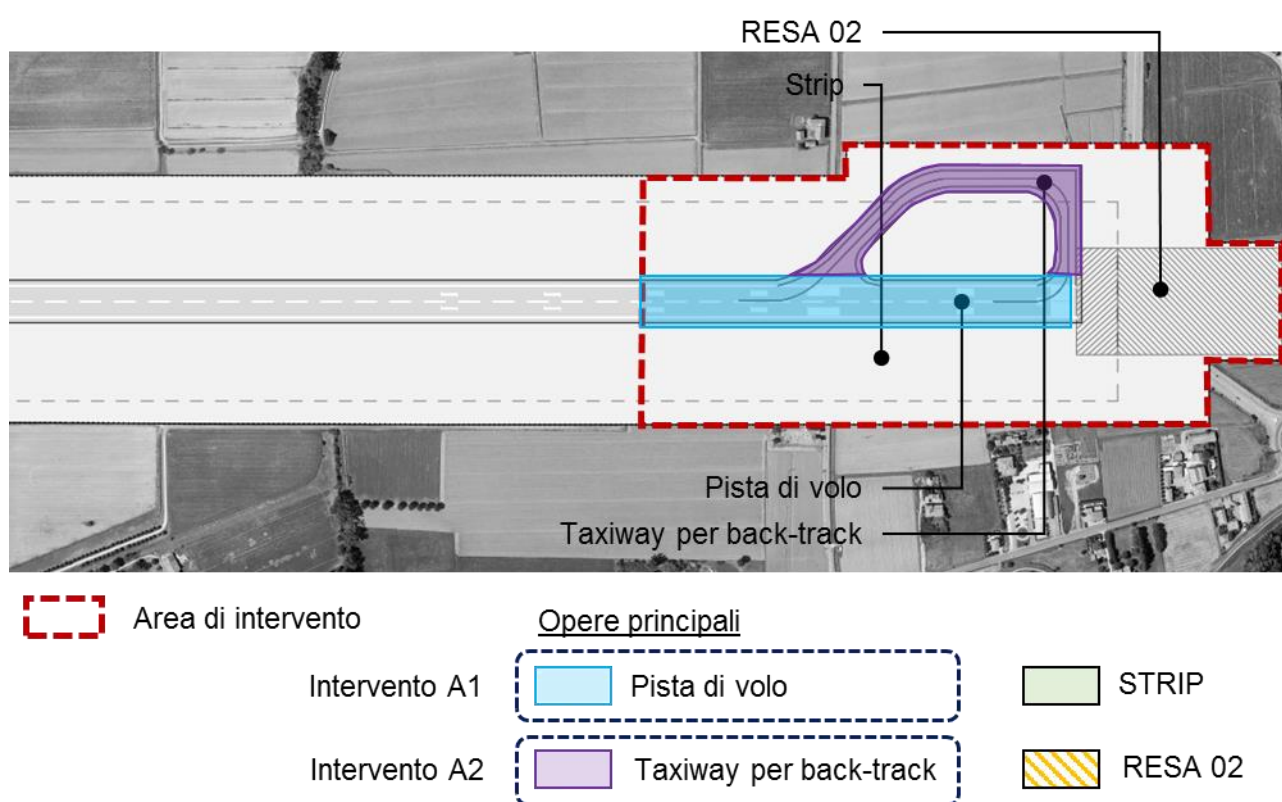 RESA 02
Strip
Pista di volo
Taxiway per back-track
Area di intervento
Opere principali
Intervento A1
Pista di volo
STRIP
Intervento A2
Taxiway per back-track
RESA 02